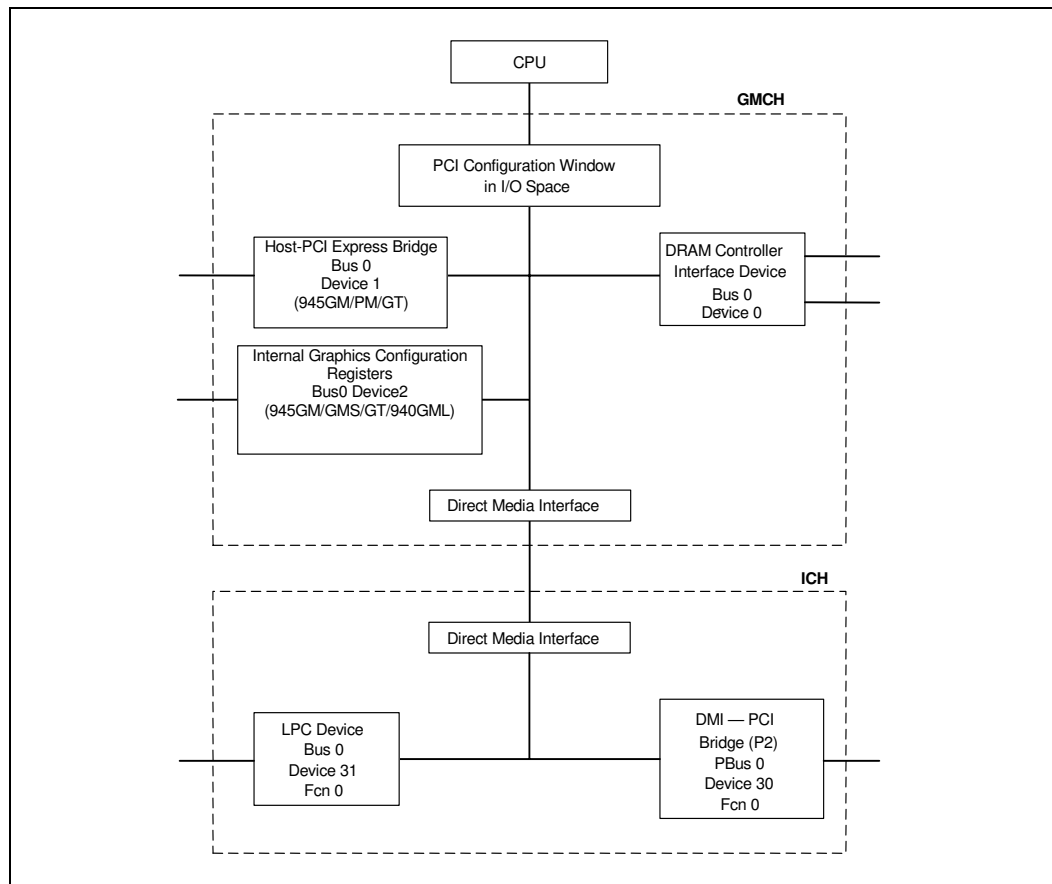 CPU
GMCH
PCI Configuration Window
in I/O Space
Host-PCI Express Bridge
Bus 0
Device 1
(945GM/PM/GT)
DRAM Controller
Interface Device
Bus 0
Device 0
Internal Graphics Configuration
Registers
Bus0 Device2
(945GM/GMS/GT/940GML)
Direct Media Interface
ICH
Direct Media Interface
LPC Device
Bus 0
Device 31
Fcn 0
DMI — PCI
Bridge (P2)
PBus 0
Device 30
Fcn 0